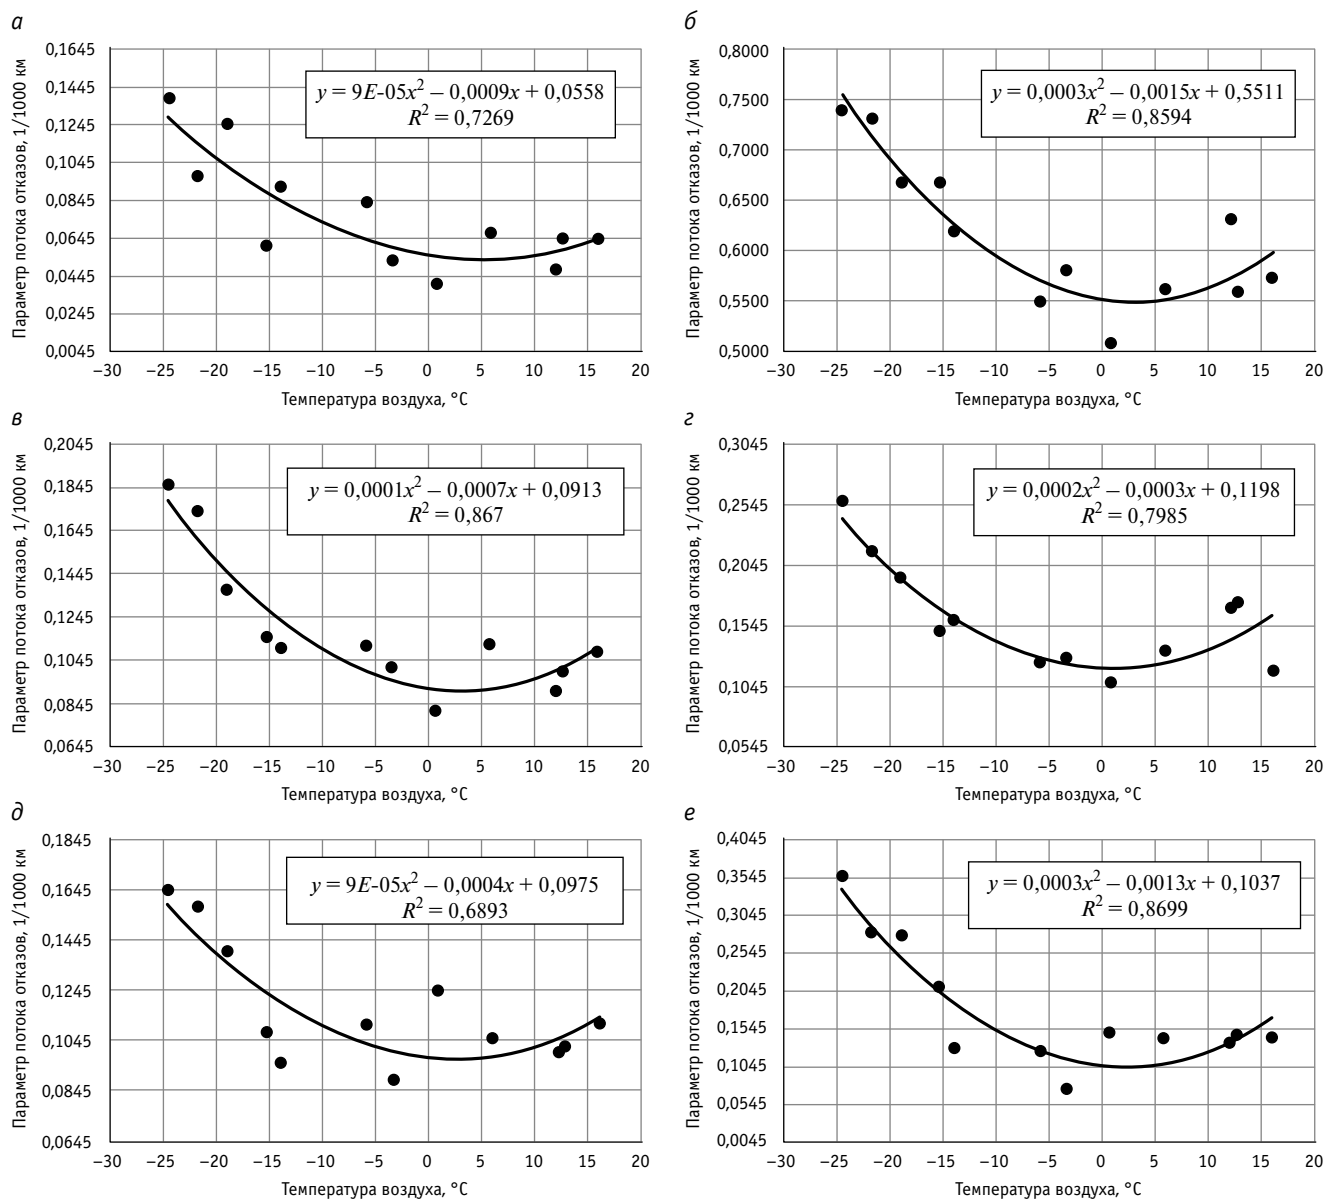 а
Параметр потока отказов, 1/1000 км
0,1645
0,1445
0,1245
0,1045
0,0845
0,0645
0,0445
0,0245
0,0045
y = 9E-05x² – 0,0009x + 0,0558
R² = 0,7269
–30 –25 –20 –15 –10 –5 0 5 10 15 20
Температура воздуха, °С
б
Параметр потока отказов, 1/1000 км
0,8000
0,7500
0,7000
0,6500
0,6000
0,5500
0,5000
y = 0,0003x² – 0,0015x + 0,5511
R² = 0,8594
–30 –25 –20 –15 –10 –5 0 5 10 15 20
Температура воздуха, °С
в
Параметр потока отказов, 1/1000 км
0,2045
0,1845
0,1645
0,1445
0,1245
0,1045
0,0845
0,0645
y = 0,0001x² – 0,0007x + 0,0913
R² = 0,867
–30 –25 –20 –15 –10 –5 0 5 10 15 20
Температура воздуха, °С
г
Параметр потока отказов, 1/1000 км
0,3045
0,2545
0,2045
0,1545
0,1045
0,0545
y = 0,0002x² – 0,0003x + 0,1198
R² = 0,7985
–30 –25 –20 –15 –10 –5 0 5 10 15 20
Температура воздуха, °С
д
Параметр потока отказов, 1/1000 км
0,1845
0,1645
0,1445
0,1245
0,1045
0,0845
0,0645
y = 9E-05x² – 0,0004x + 0,0975
R² = 0,6893
–30 –25 –20 –15 –10 –5 0 5 10 15 20
Температура воздуха, °С
е
Параметр потока отказов, 1/1000 км
0,4045
0,3545
0,3045
0,2545
0,2045
0,1545
0,1045
0,0545
0,0045
y = 0,0003x² – 0,0013x + 0,1037
R² = 0,8699
–30 –25 –20 –15 –10 –5 0 5 10 15 20
Температура воздуха, °С